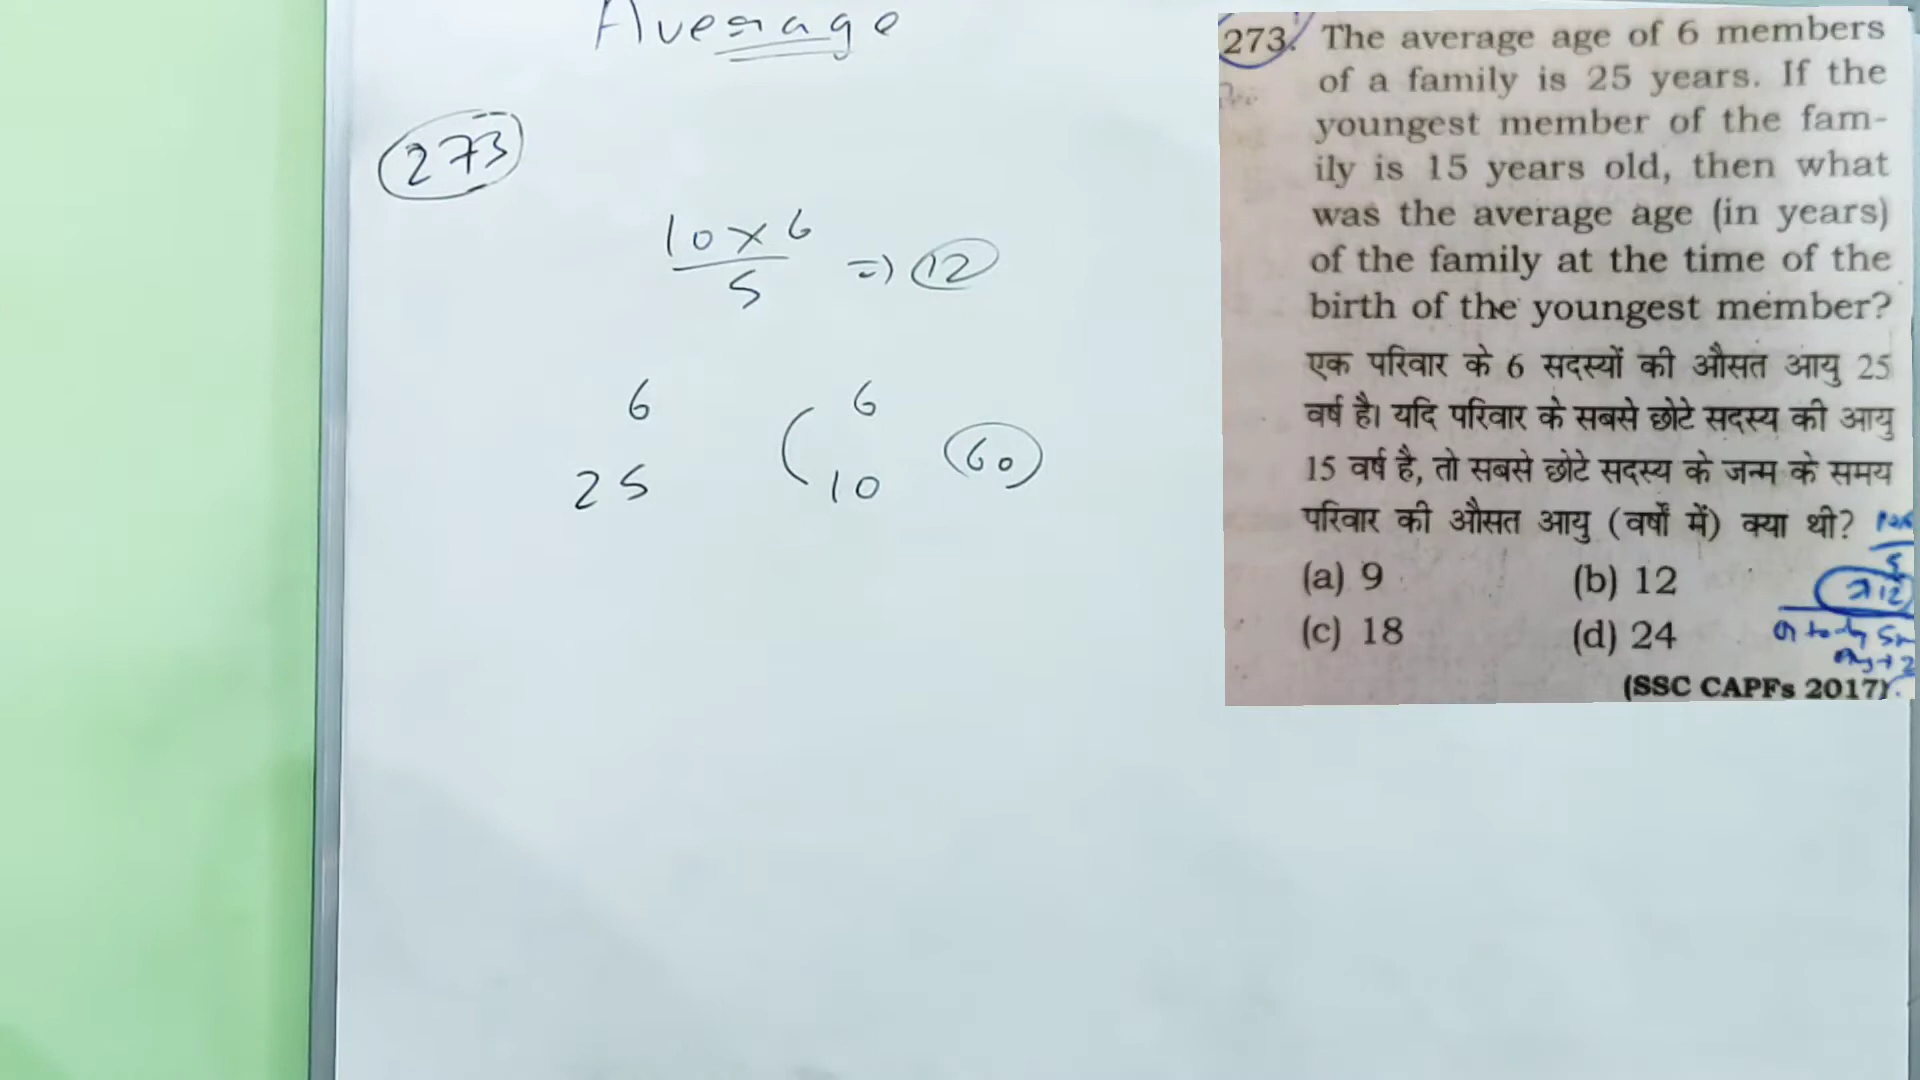 Average
273
10 x 6
5
=) 12
6
25
6
10
60
273. The average age of 6 members
of a family is 25 years. If the
youngest member of the fam-
ily is 15 years old, then what
was the average age (in years)
of the family at the time of the
birth of the youngest member?
एक परिवार के 6 सदस्यों की औसत आयु 25
वर्ष है। यदि परिवार के सबसे छोटे सदस्य की आयु
15 वर्ष है, तो सबसे छोटे सदस्य के जन्म के समय
परिवार की औसत आयु (वर्षों में) क्या थी?
(a) 9 (b) 12
(c) 18 (d) 24
(SSC CAPFs 2017)